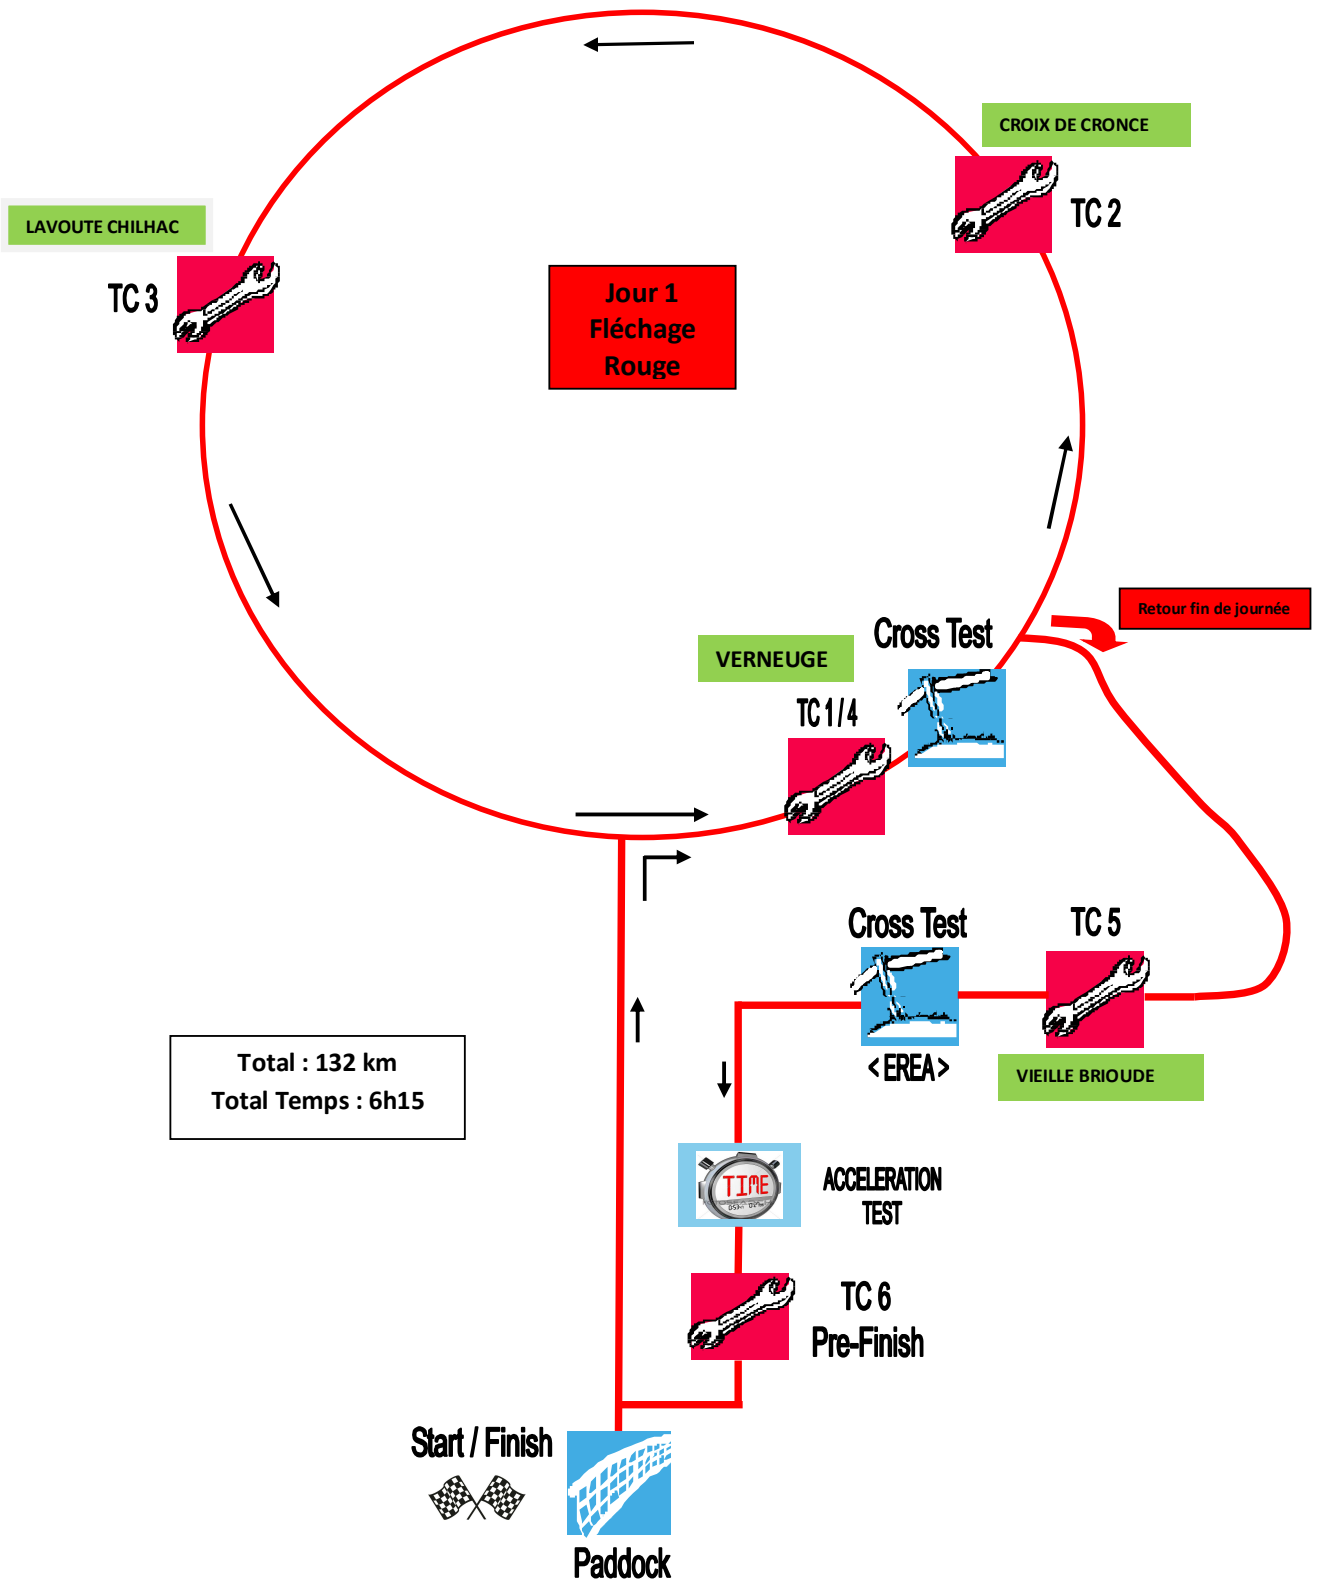 CROIX DE CRONCE
TC 2
LAVOUTE CHILHAC
TC 3
Jour 1
Fléchage
Rouge
Retour fin de journée
Cross Test
VERNEUGE
TC 1 / 4
Cross Test
TC 5
< EREA >
VIEILLE BRIOUDE
Total : 132 km
Total Temps : 6h15
TIME
ACCELERATION
TEST
TC 6
Pre-Finish
Start / Finish
Paddock